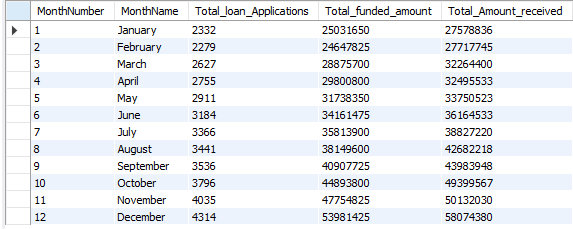 MonthNumber MonthName Total_loan_Applications Total_funded_amount Total_Amount_received
1 January 2332 25031650 27578836
2 February 2279 24647825 27717745
3 March 2627 28875700 32264400
4 April 2755 29800800 32495533
5 May 2911 31738350 33750523
6 June 3184 34161475 36164533
7 July 3366 35813900 38827220
8 August 3441 38149600 42682218
9 September 3536 40907725 43983948
10 October 3796 44893800 49399567
11 November 4035 47754825 50132030
12 December 4314 53981425 58074380